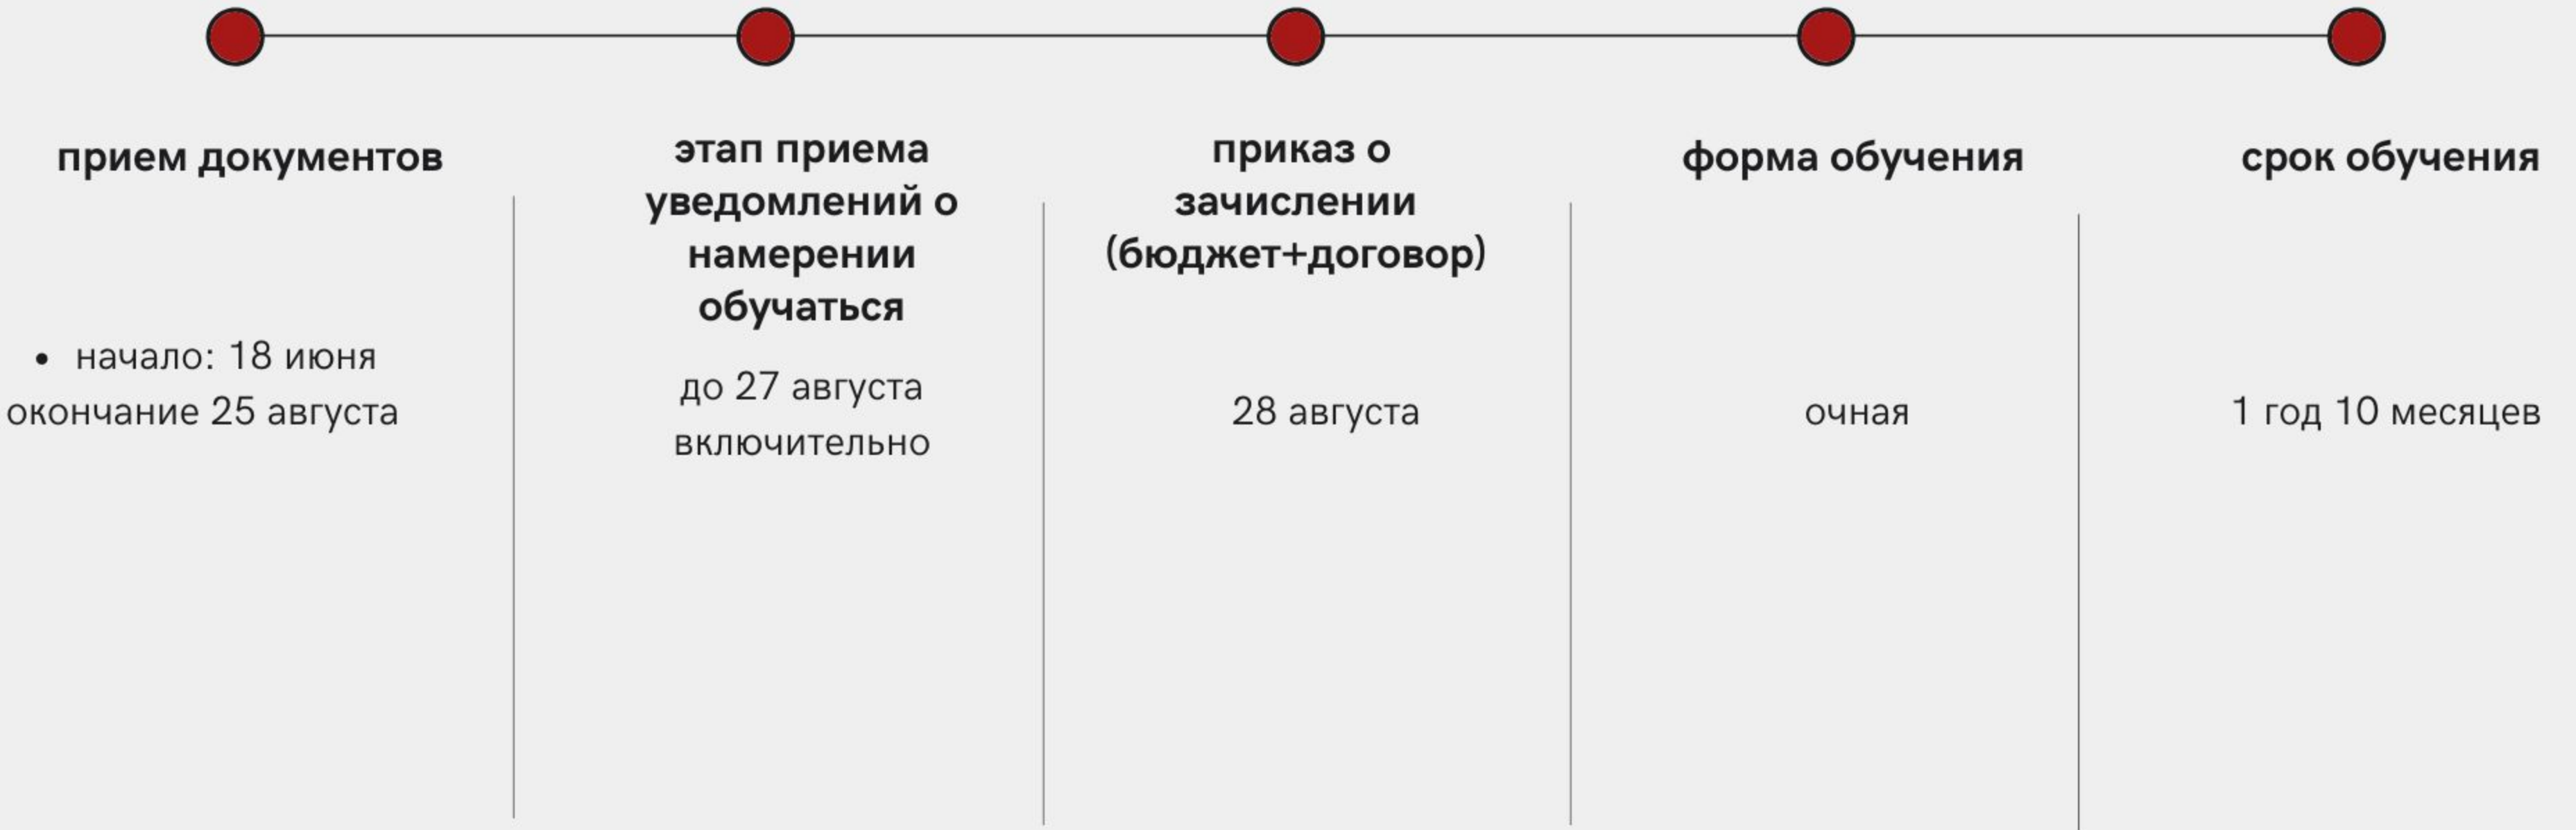 прием документов
• начало: 18 июня
окончание 25 августа
этап приема
уведомлений о
намерении
обучаться
до 27 августа
включительно
приказ о
зачислении
(бюджет+договор)
28 августа
форма обучения
очная
срок обучения
1 год 10 месяцев